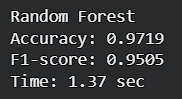 Random Forest
Accuracy: 0.9719
F1-score: 0.9505
Time: 1.37 sec